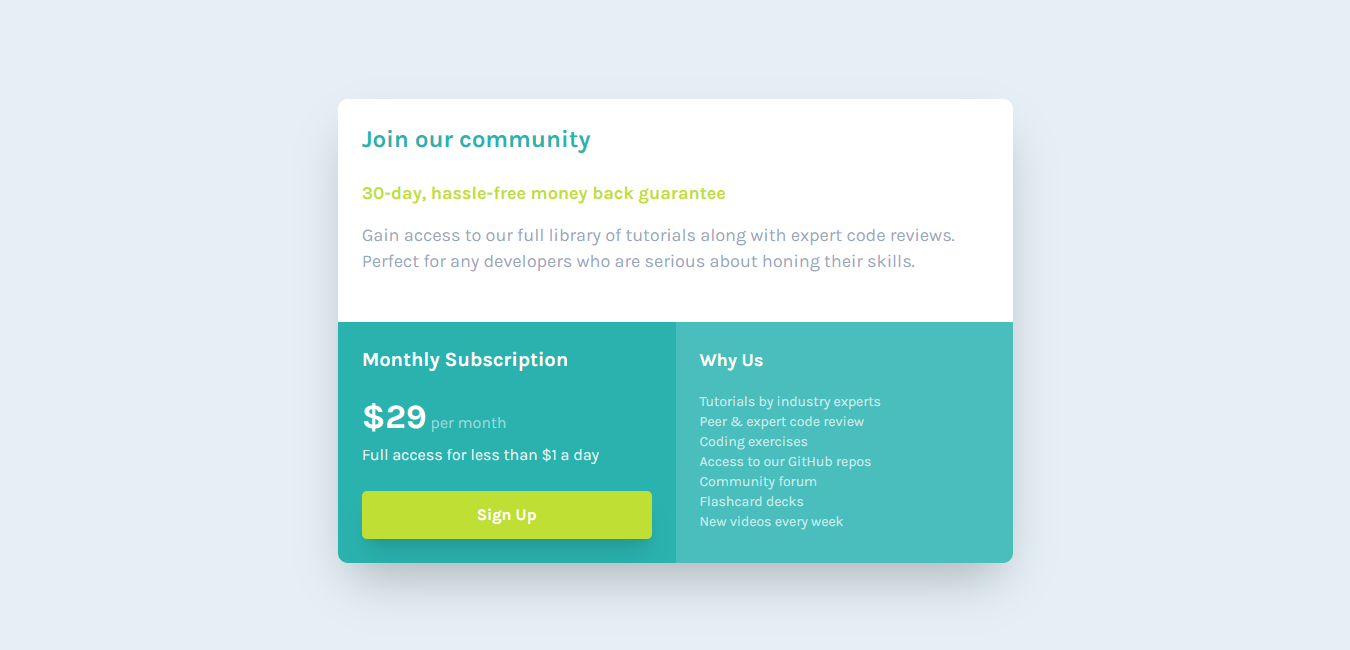 Join our community
30-day, hassle-free money back guarantee
Gain access to our full library of tutorials along with expert code reviews.
Perfect for any developers who are serious about honing their skills.
Monthly Subscription
$29 per month
Full access for less than $1 a day
Sign Up
Why Us
Tutorials by industry experts
Peer & expert code review
Coding exercises
Access to our GitHub repos
Community forum
Flashcard decks
New videos every week